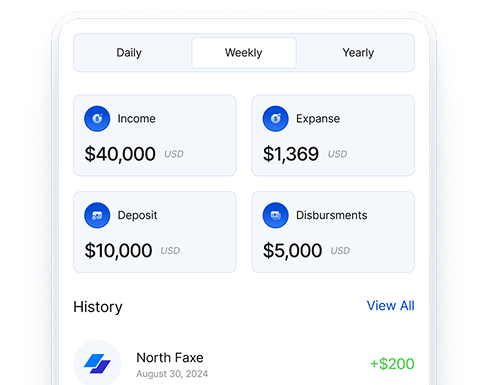 Daily Weekly Yearly
Income Expanse
$40,000 USD $1,369 USD
Deposit Disbursments
$10,000 USD $5,000 USD
History View All
North Faxe +$200
August 30, 2024